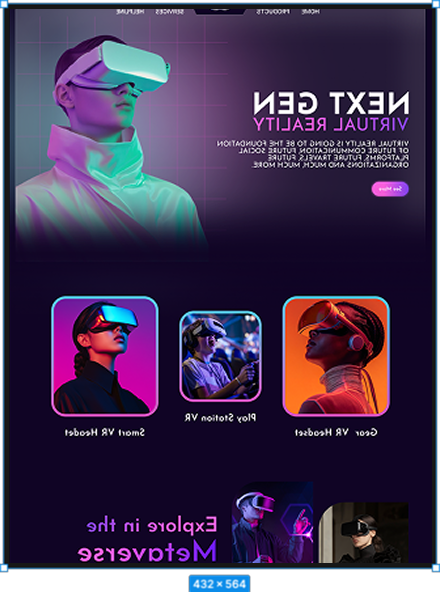 HOME PRODUCTS SERVICES HELPLINE
NEXT GEN
VIRTUAL REALITY
VIRTUAL REALITY IS GOING TO BE THE FOUNDATION
OF FUTURE COMMUNICATION, FUTURE SOCIAL
PLATFORMS, FUTURE TRAVELS, FUTURE
ORGANIZATIONS AND MUCH, MUCH MORE.
See More
Play Station VR
Gear VR Headset
Smart VR Headet
Explore in the
Metaverse
432 × 564